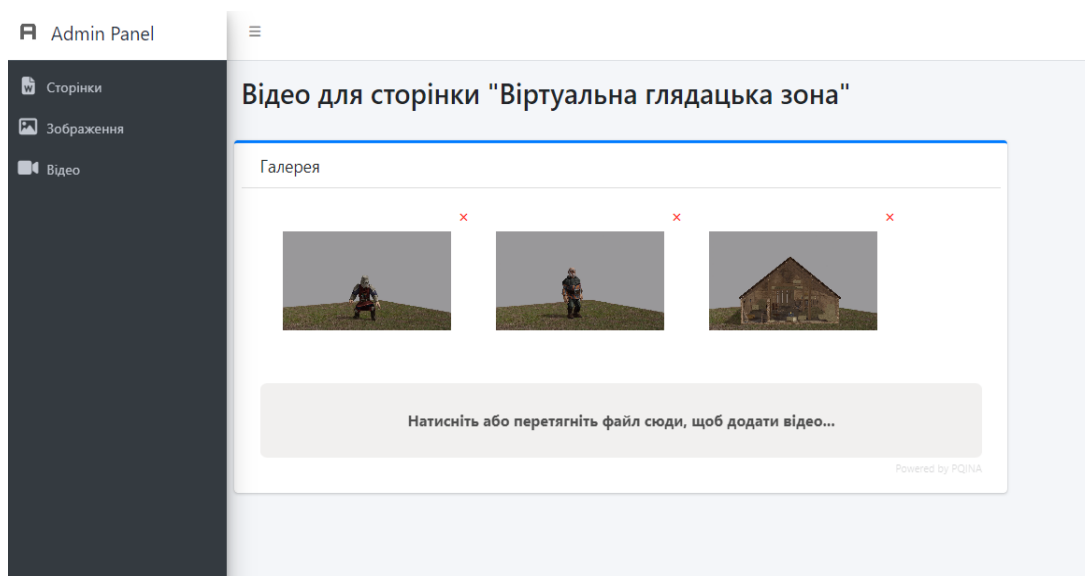 Admin Panel
Сторінки
Зображення
Відео
Відео для сторінки "Віртуальна глядацька зона"
Галерея
Натисніть або перетягніть файл сюди, щоб додати відео...
Powered by PQINA